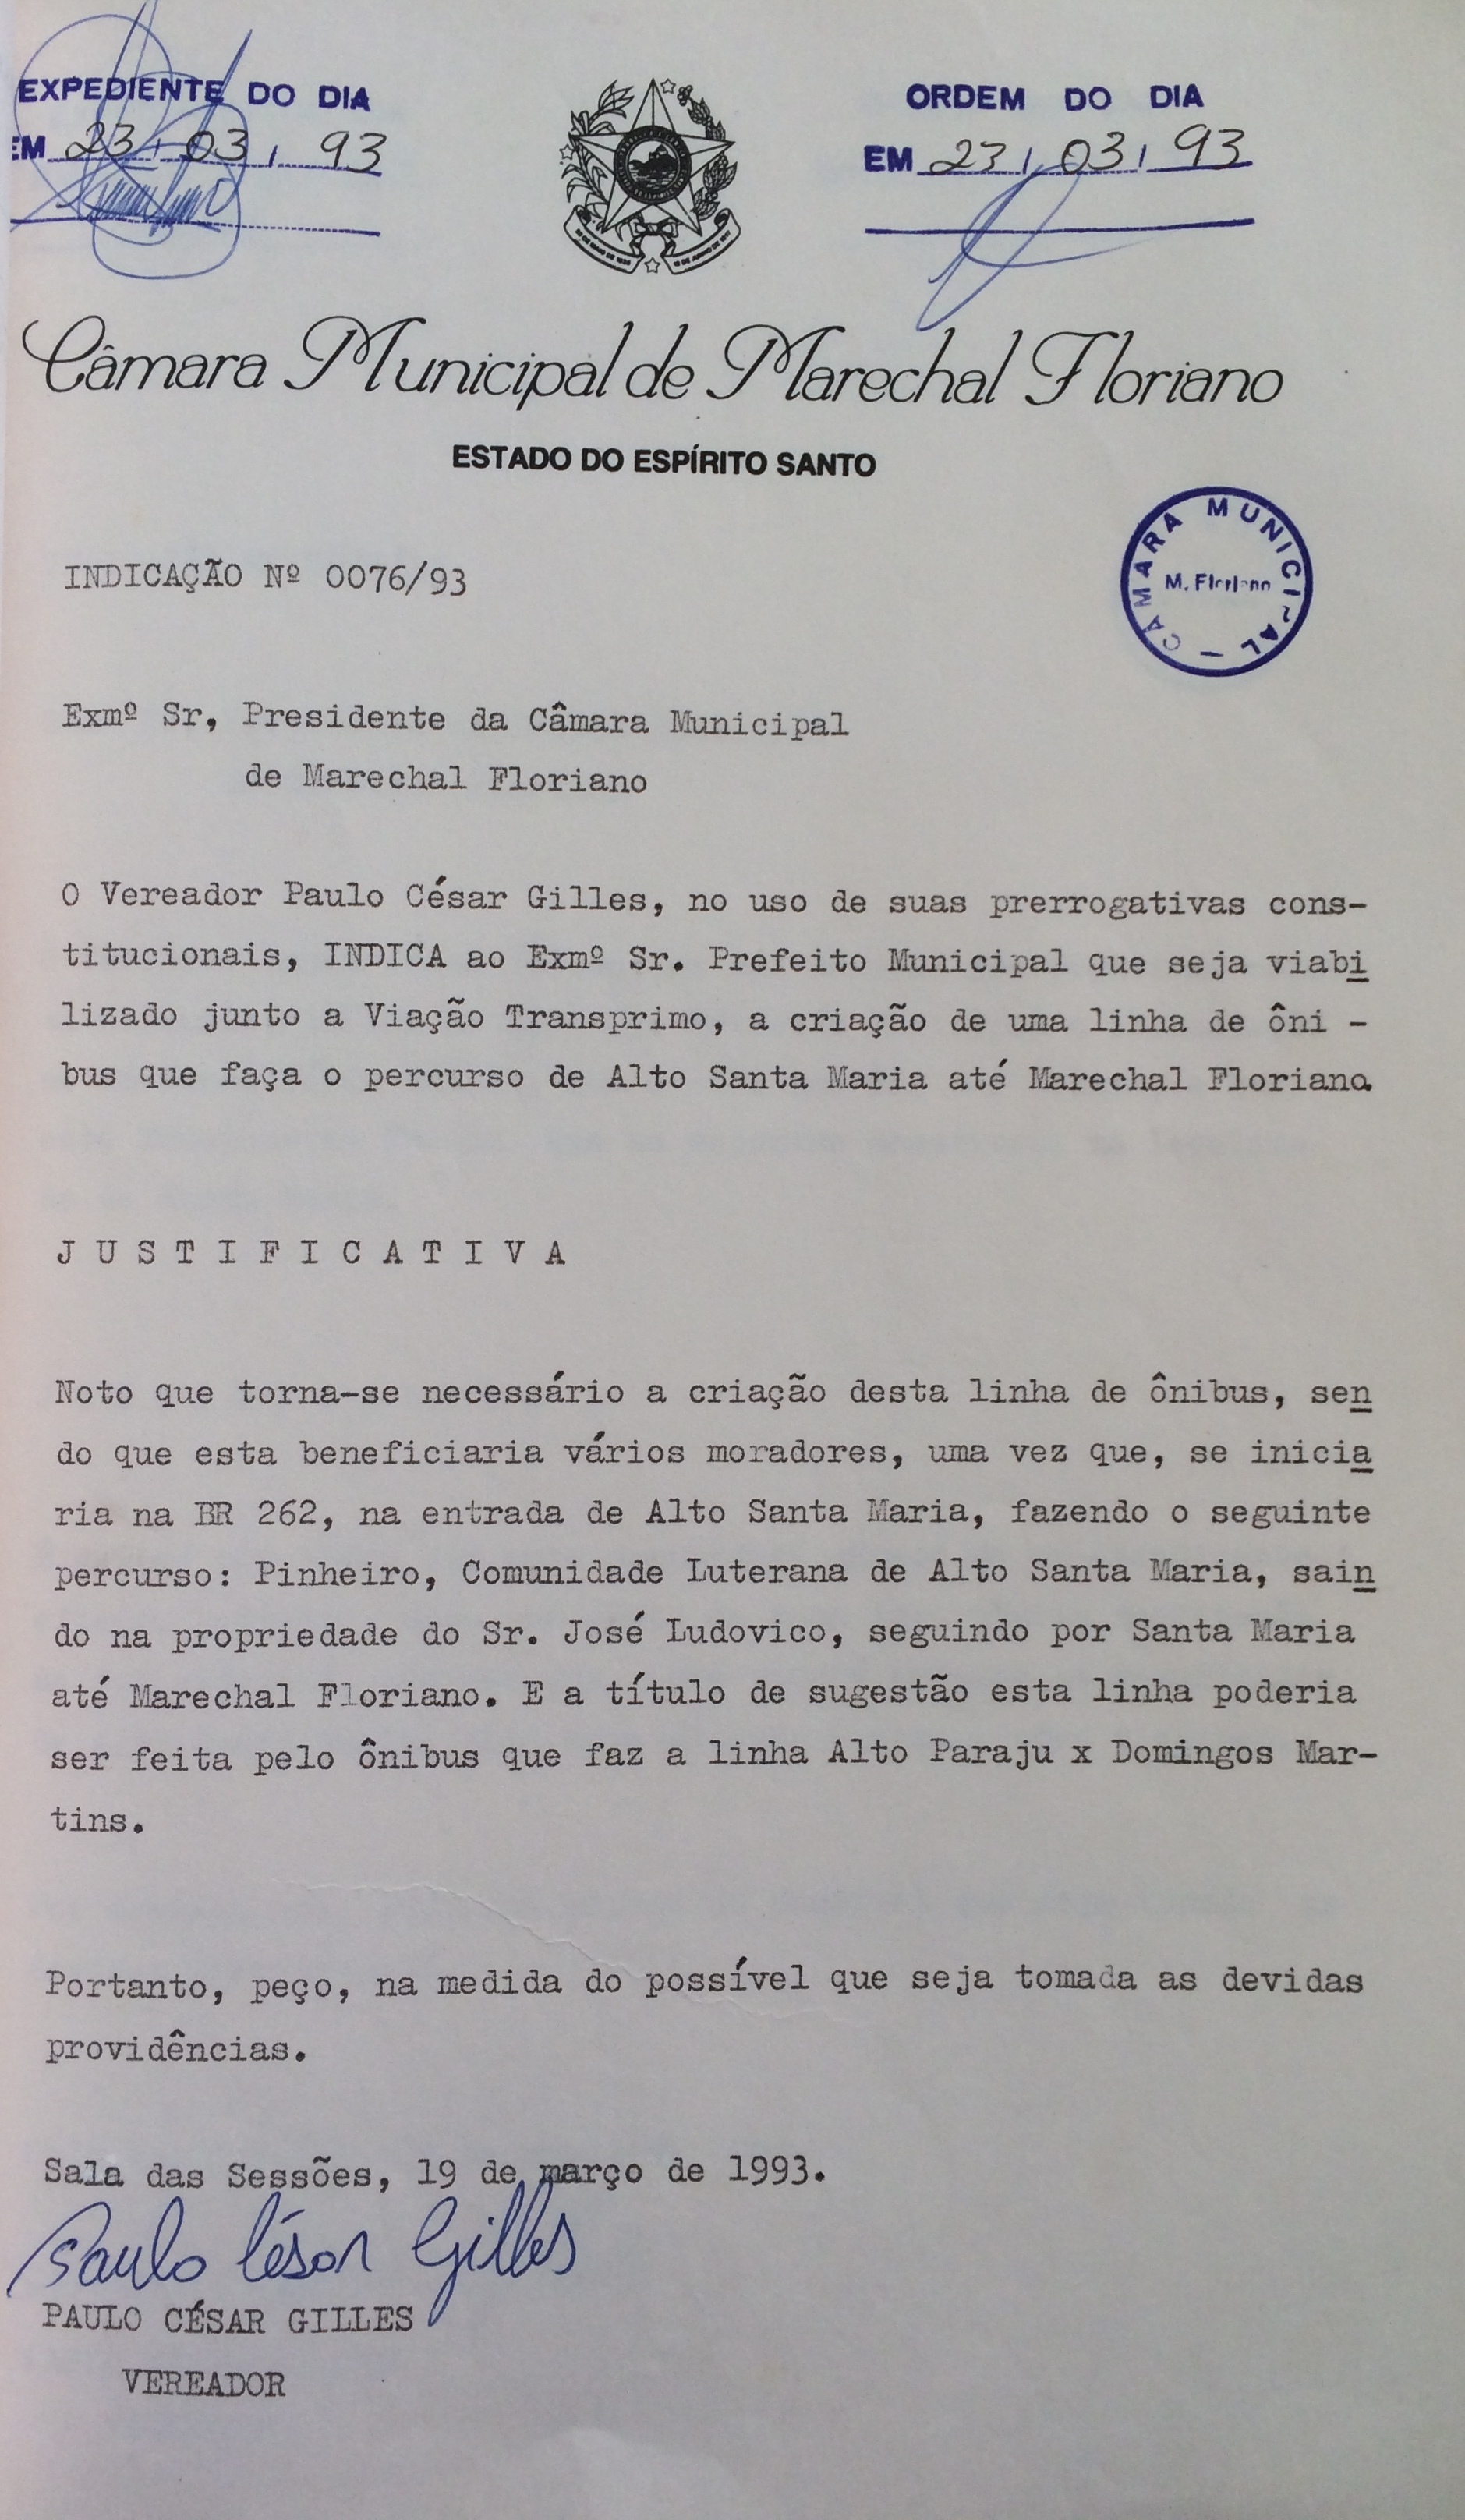 EXPEDIENTE DO DIA
EM 23 / 03 / 93
ORDEM DO DIA
EM 23 / 03 / 93
Câmara Municipal de Marechal Floriano
ESTADO DO ESPÍRITO SANTO
CÂMARA MUNICIPAL
M. Floriano
INDICAÇÃO Nº 0076/93
Exmº Sr, Presidente da Câmara Municipal
de Marechal Floriano
O Vereador Paulo César Gilles, no uso de suas prerrogativas cons-
titucionais, INDICA ao Exmº Sr. Prefeito Municipal que seja viabi
lizado junto a Viação Transprimo, a criação de uma linha de ôni -
bus que faça o percurso de Alto Santa Maria até Marechal Floriano.
J U S T I F I C A T I V A
Noto que torna-se necessário a criação desta linha de ônibus, sen
do que esta beneficiaria vários moradores, uma vez que, se inicia
ria na BR 262, na entrada de Alto Santa Maria, fazendo o seguinte
percurso: Pinheiro, Comunidade Luterana de Alto Santa Maria, sain
do na propriedade do Sr. José Ludovico, seguindo por Santa Maria
até Marechal Floriano. E a título de sugestão esta linha poderia
ser feita pelo ônibus que faz a linha Alto Paraju x Domingos Mar-
tins.
Portanto, peço, na medida do possível que seja tomada as devidas
providências.
Sala das Sessões, 19 de março de 1993.
Paulo César Gilles
PAULO CÉSAR GILLES
VEREADOR